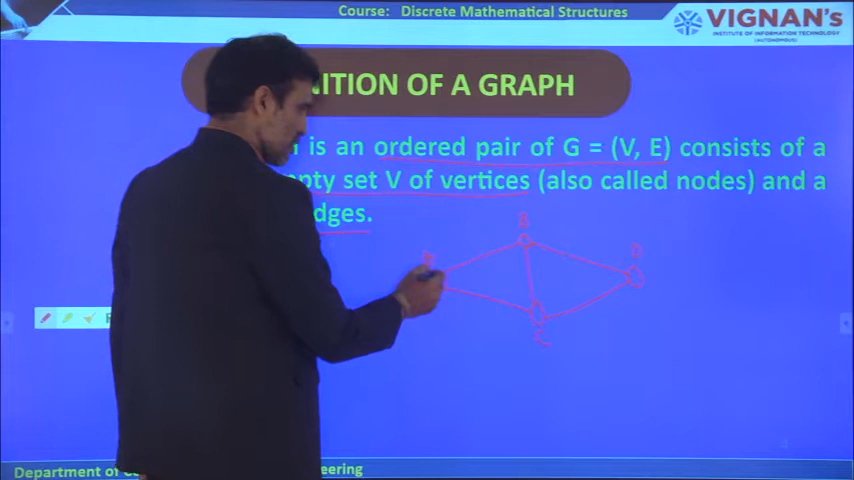 Course: Discrete Mathematical Structures
VIGNAN's
INSTITUTE OF INFORMATION TECHNOLOGY
(AUTONOMOUS)
NITION OF A GRAPH
is an ordered pair of G = (V, E) consists of a
pty set V of vertices (also called nodes) and a
dges.
B
D
C
Department of
eering